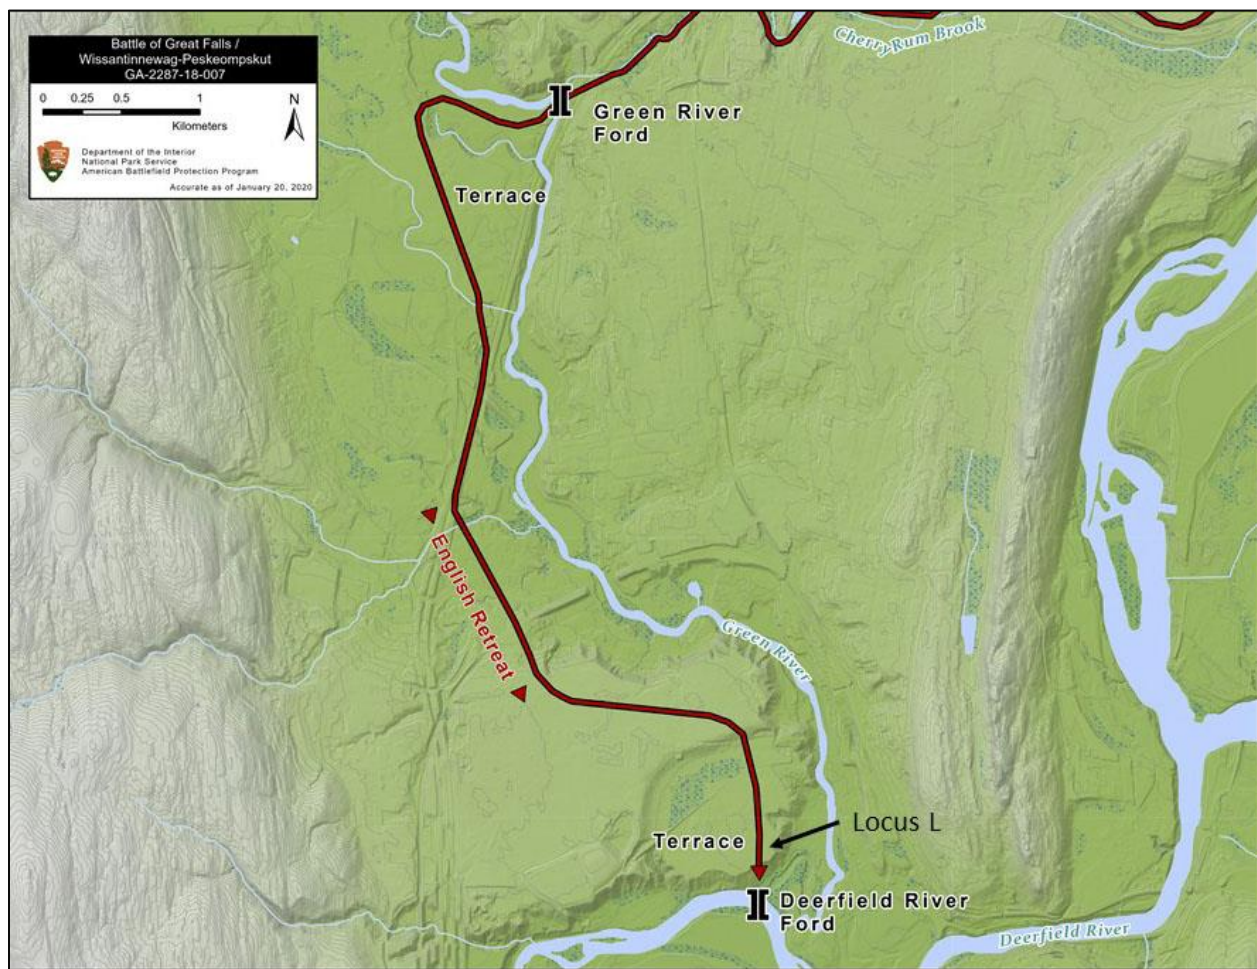 Battle of Great Falls /
Wissantinnewag-Peskeompskut
GA-2287-18-007
0 0.25 0.5 1
Kilometers
N
Department of the Interior
National Park Service
American Battlefield Protection Program
Accurate as of January 20, 2020
Cherry-Rum Brook
Green River
Ford
Terrace
English Retreat
Green River
Locus L
Terrace
Deerfield River
Ford
Deerfield River